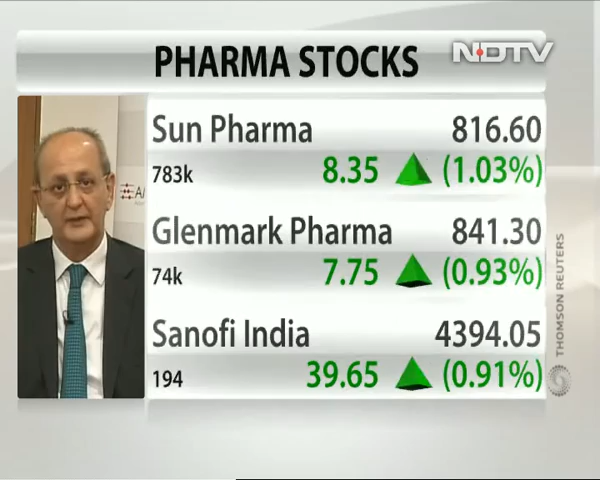 NDTV
PHARMA STOCKS
Sun Pharma 816.60
783k 8.35 (1.03%)
Glenmark Pharma 841.30
74k 7.75 (0.93%)
Sanofi India 4394.05
194 39.65 (0.91%)
THOMSON REUTERS